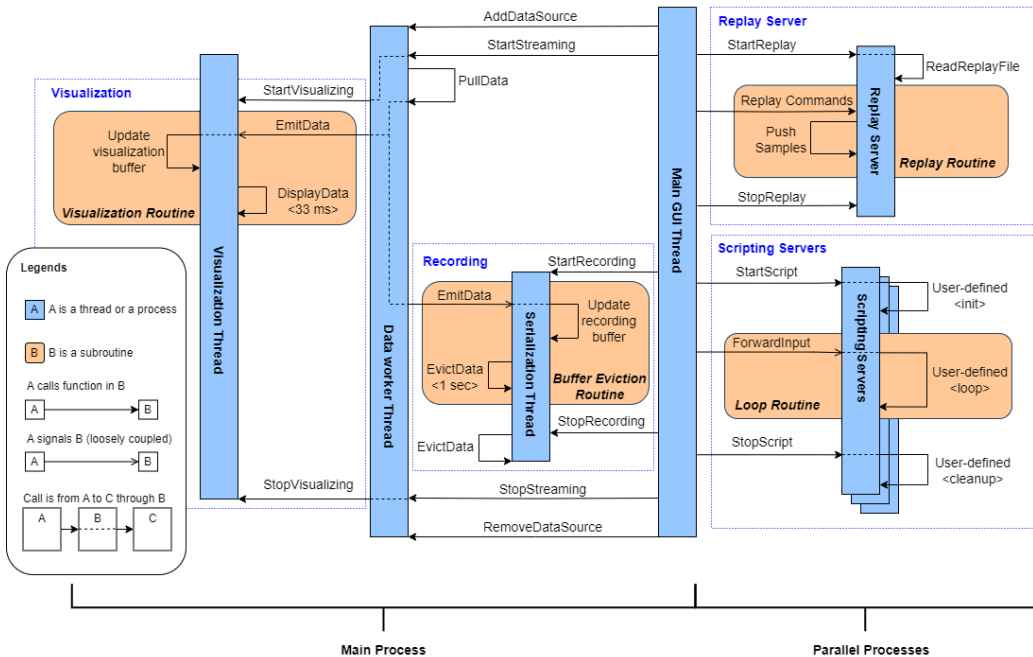 AddDataSource
Replay Server
StartStreaming
StartReplay
ReadReplayFile
PullData
Visualization
StartVisualizing
Replay Commands
EmitData
Update
visualization
buffer
Push
Samples
Replay Server
Replay Routine
DisplayData
<33 ms>
Visualization Routine
StopReplay
Main GUI Thread
Visualization Thread
Data worker Thread
Recording
StartRecording
Scripting Servers
StartScript
User-defined
<init>
EmitData
Update
recording
buffer
Serialization Thread
Scripting Servers
ForwardInput
EvictData
<1 sec>
Buffer Eviction
Routine
User-defined
<loop>
Loop Routine
StopRecording
EvictData
StopScript
User-defined
<cleanup>
StopVisualizing
StopStreaming
RemoveDataSource
Legends
A
A is a thread or a process
B
B is a subroutine
A calls function in B
A
B
A signals B (loosely coupled)
A
B
Call is from A to C through B
A
B
C
Main Process
Parallel Processes